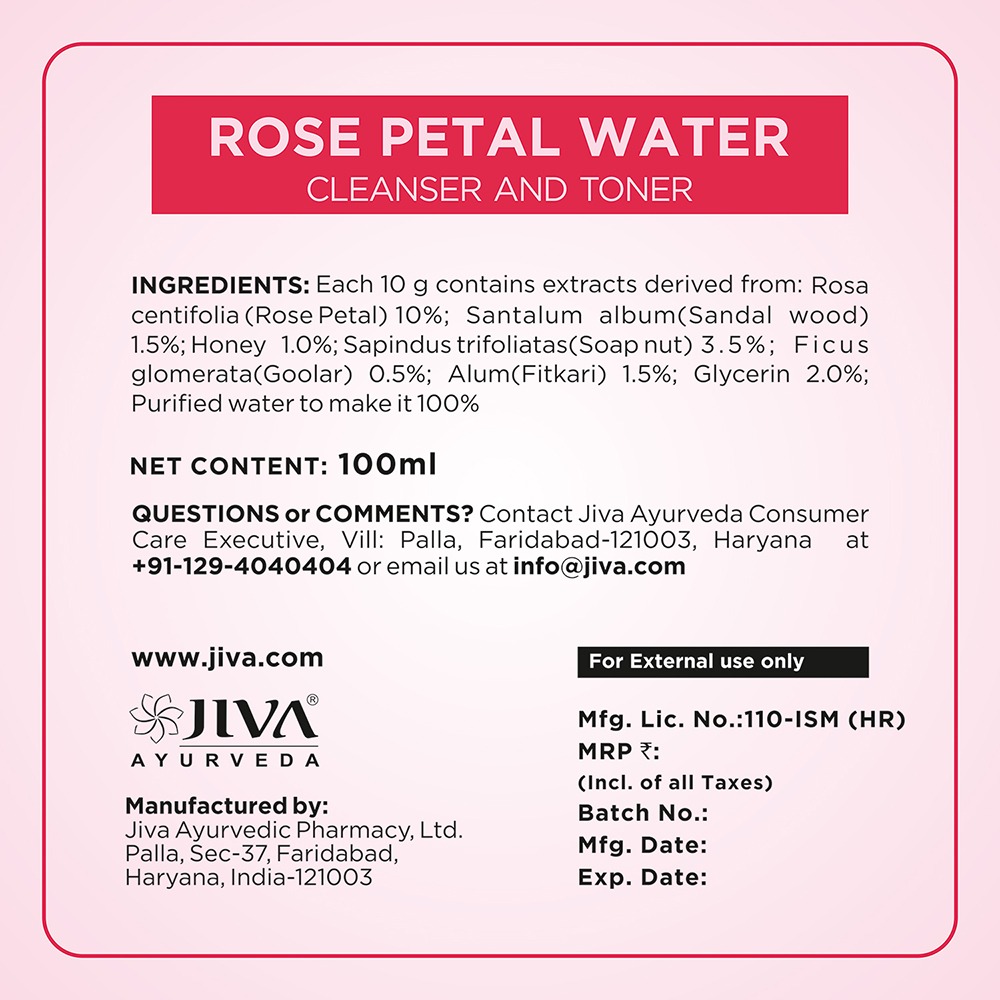 ROSE PETAL WATER
CLEANSER AND TONER
INGREDIENTS: Each 10 g contains extracts derived from: Rosa
centifolia (Rose Petal) 10%; Santalum album(Sandal wood)
1.5%; Honey 1.0%; Sapindus trifoliatas(Soap nut) 3.5%; Ficus
glomerata(Goolar) 0.5%; Alum(Fitkari) 1.5%; Glycerin 2.0%;
Purified water to make it 100%
NET CONTENT: 100ml
QUESTIONS or COMMENTS? Contact Jiva Ayurveda Consumer
Care Executive, Vill: Palla, Faridabad-121003, Haryana at
+91-129-4040404 or email us at info@jiva.com
www.jiva.com
JIVA®
AYURVEDA
Manufactured by:
Jiva Ayurvedic Pharmacy, Ltd.
Palla, Sec-37, Faridabad,
Haryana, India-121003
For External use only
Mfg. Lic. No.:110-ISM (HR)
MRP ₹:
(Incl. of all Taxes)
Batch No.:
Mfg. Date:
Exp. Date: